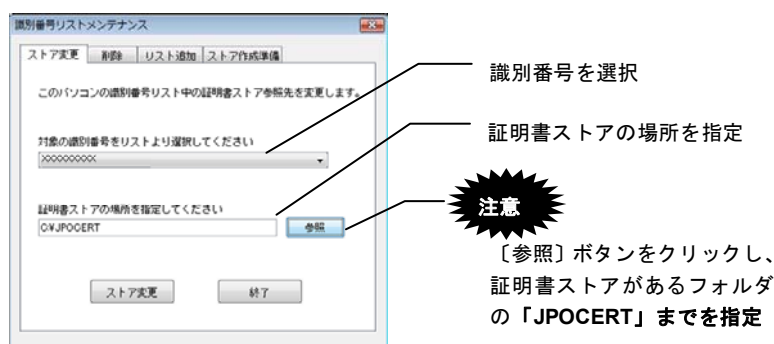 識別番号リストメンテナンス
ストア変更 削除 リスト追加 ストア作成準備
このパソコンの識別番号リスト中の証明書ストア参照先を変更します。
対象の識別番号をリストより選択してください
XXXXXXXXXX
証明書ストアの場所を指定してください
C:¥JPOCERT
参照
ストア変更 終了
識別番号を選択
証明書ストアの場所を指定
注意
〔参照〕ボタンをクリックし、
証明書ストアがあるフォルダ
の「JPOCERT」までを指定